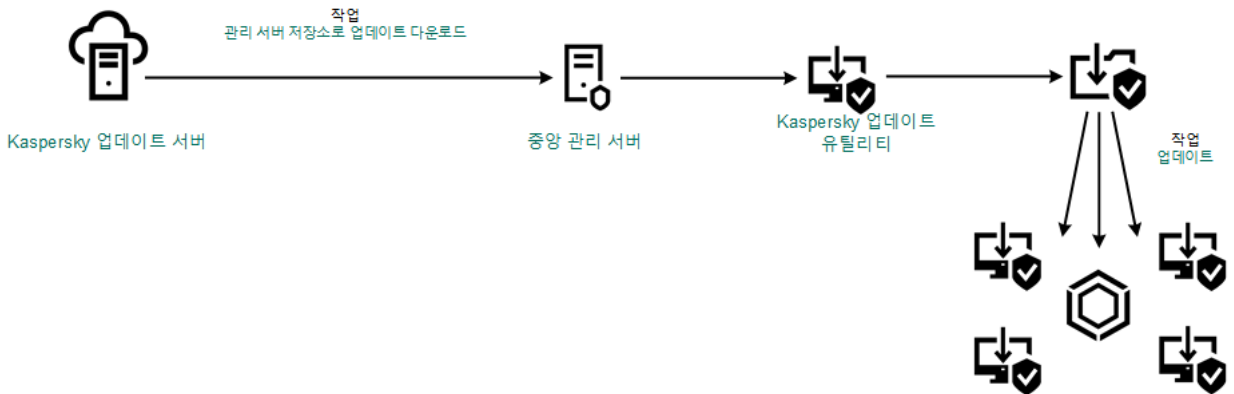 작업
관리 서버 저장소로 업데이트 다운로드
Kaspersky 업데이트 서버
중앙 관리 서버
Kaspersky 업데이트
유틸리티
작업
업데이트